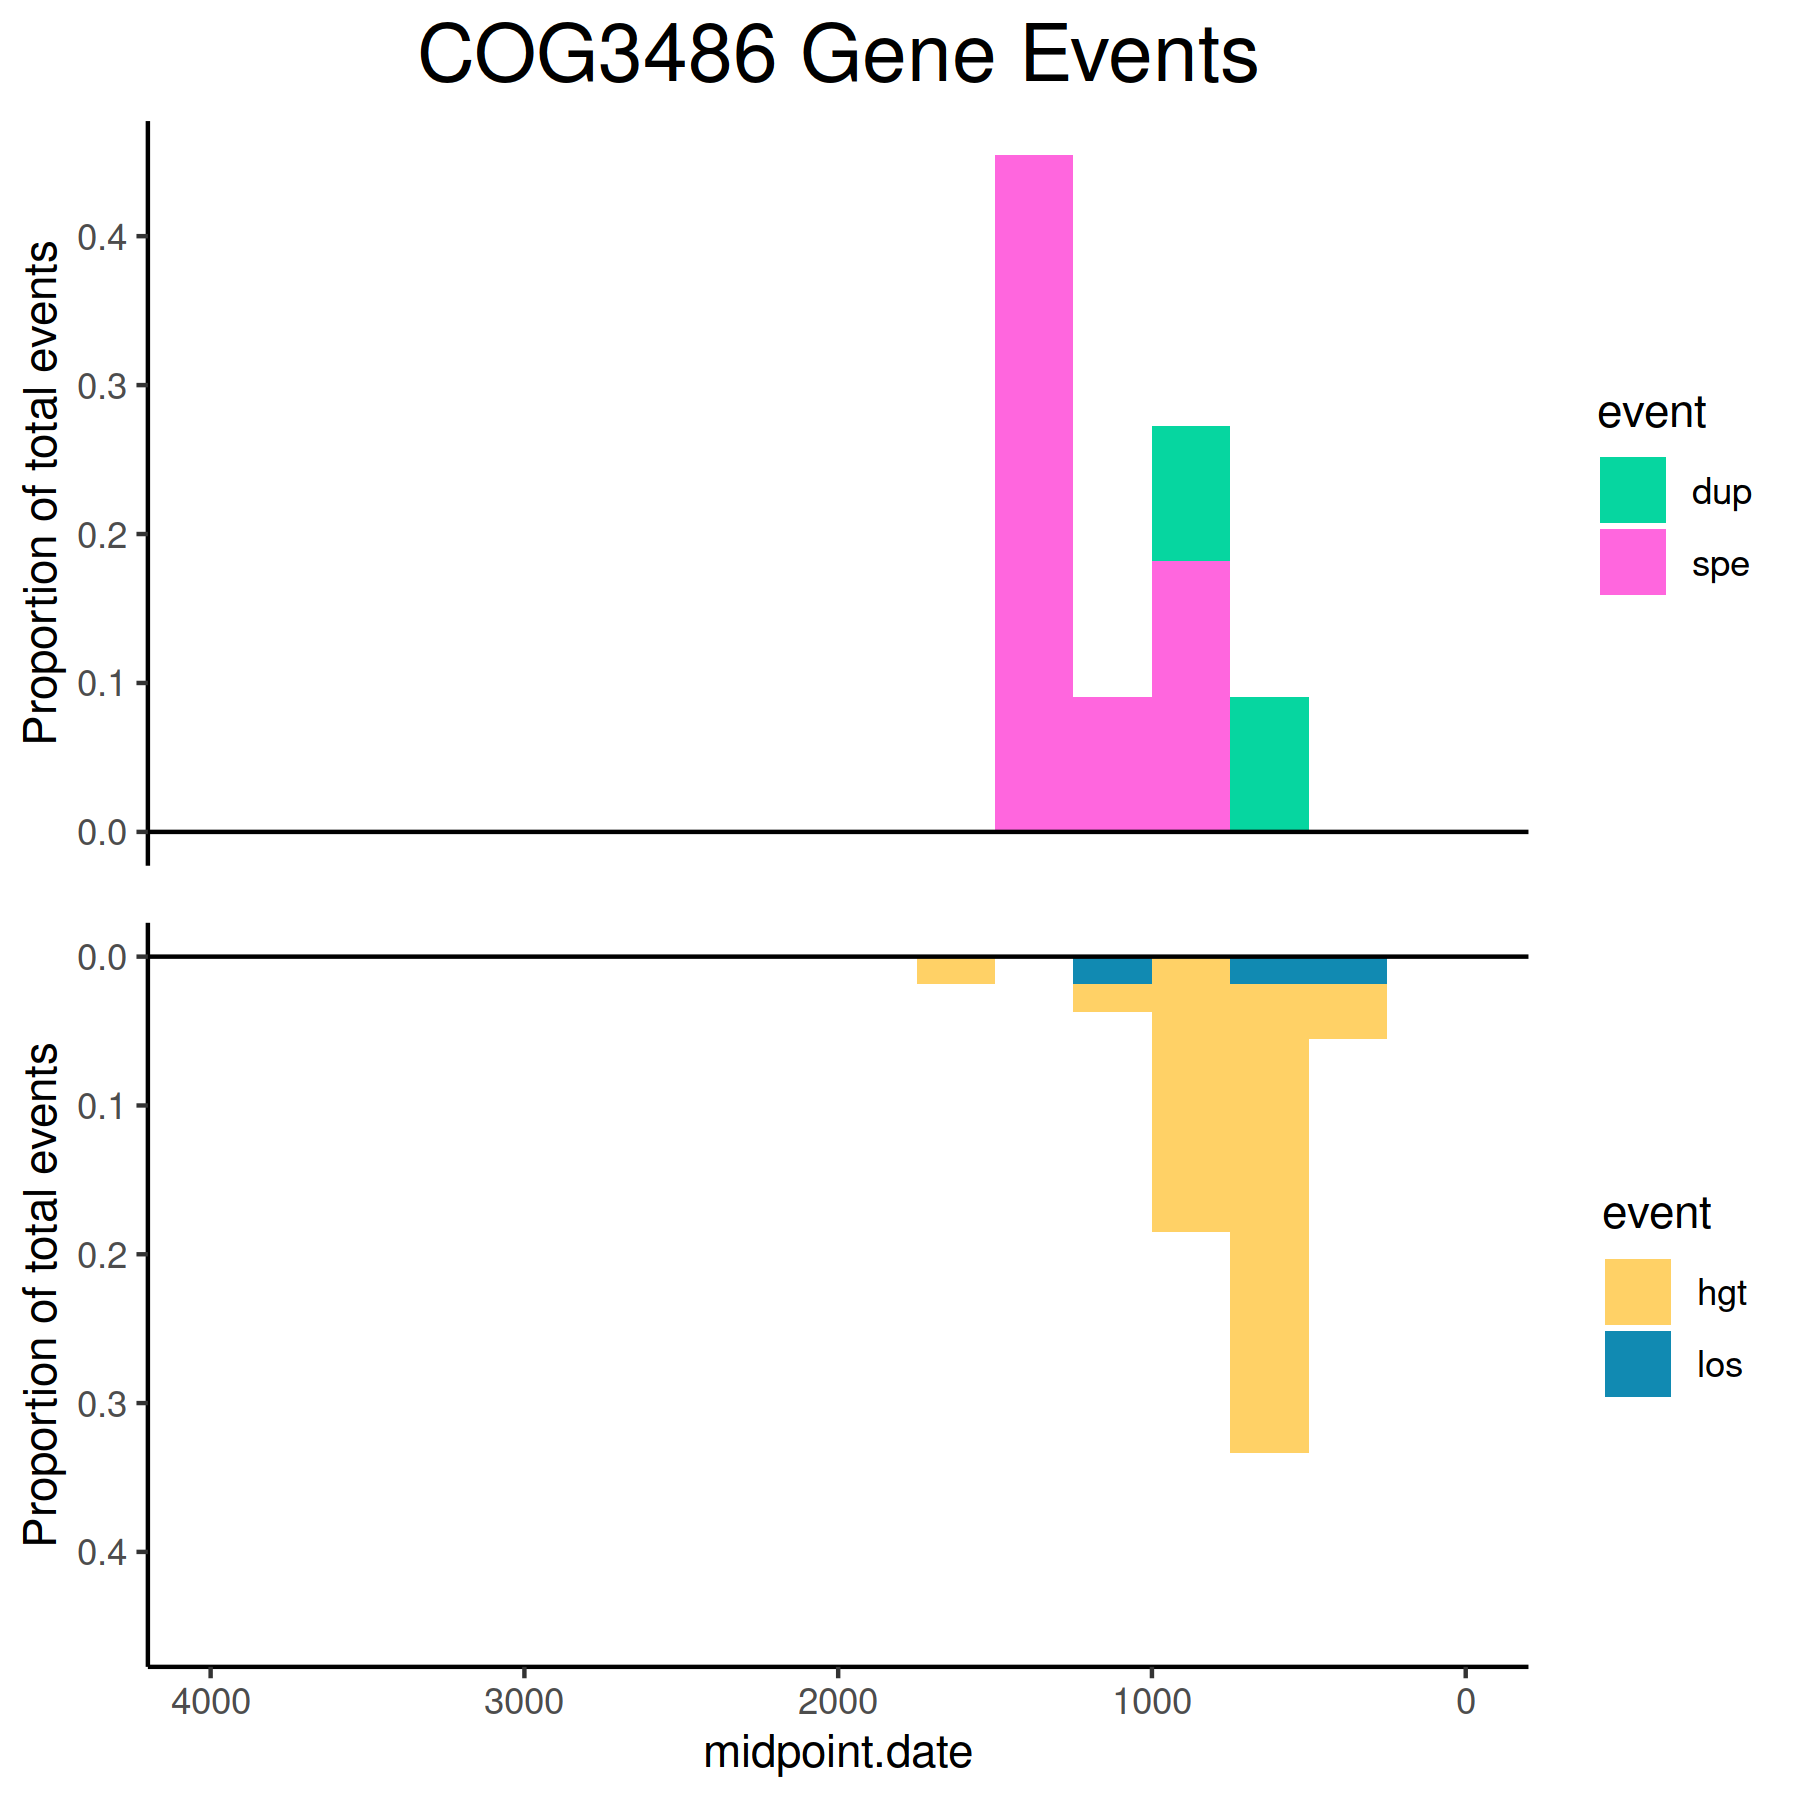 COG3486 Gene Events
Proportion of total events
0.4
0.3
0.2
0.1
0.0
event
dup
spe
Proportion of total events
0.0
0.1
0.2
0.3
0.4
event
hgt
los
4000 3000 2000 1000 0
midpoint.date